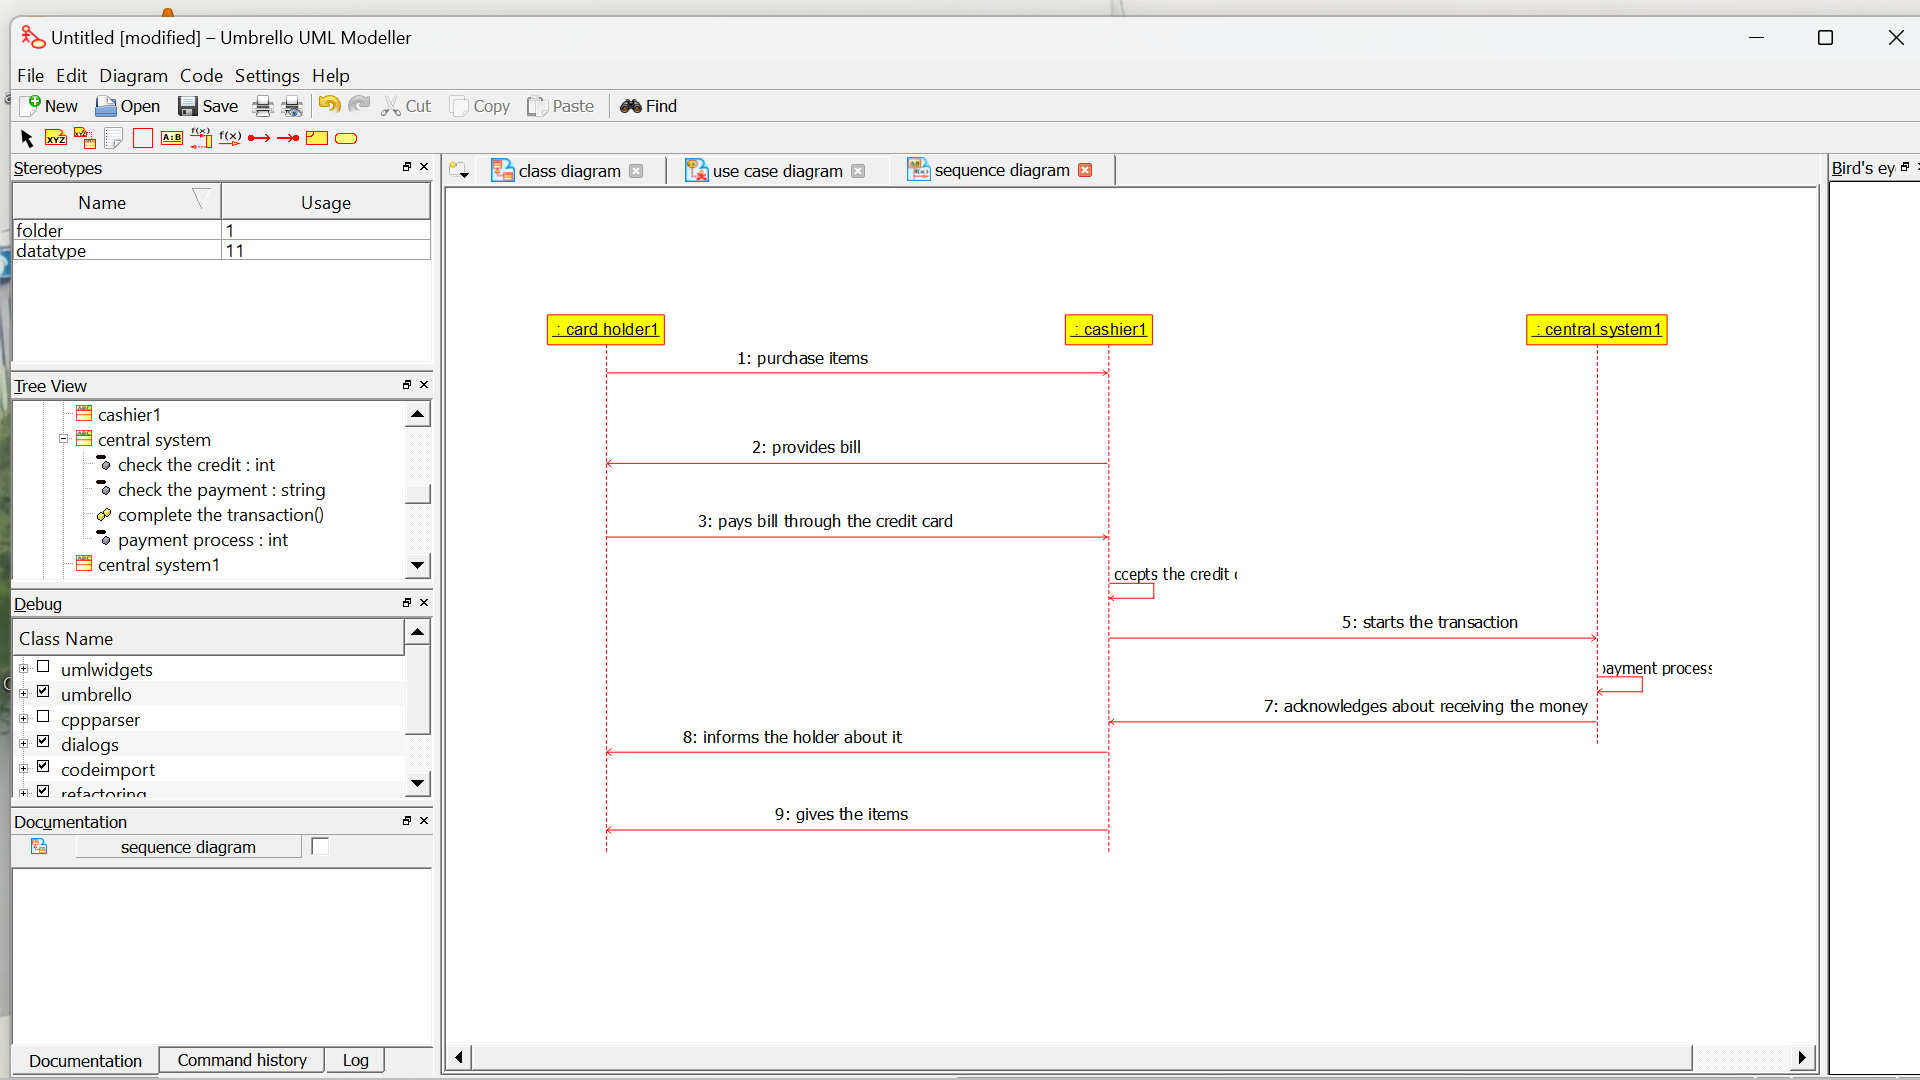 Untitled [modified] – Umbrello UML Modeller
File Edit Diagram Code Settings Help
New Open Save Cut Copy Paste Find
XYZ XYZ A:B f(x) f(x)
Stereotypes
Name Usage
folder 1
datatype 11
Tree View
cashier1
central system
check the credit : int
check the payment : string
complete the transaction()
payment process : int
central system1
Debug
Class Name
umlwidgets
umbrello
cppparser
dialogs
codeimport
refactoring
Documentation
sequence diagram
Documentation Command history Log
class diagram use case diagram sequence diagram
: card holder1 : cashier1 : central system1
1: purchase items
2: provides bill
3: pays bill through the credit card
ccepts the credit
5: starts the transaction
payment process
7: acknowledges about receiving the money
8: informs the holder about it
9: gives the items
Bird's ey